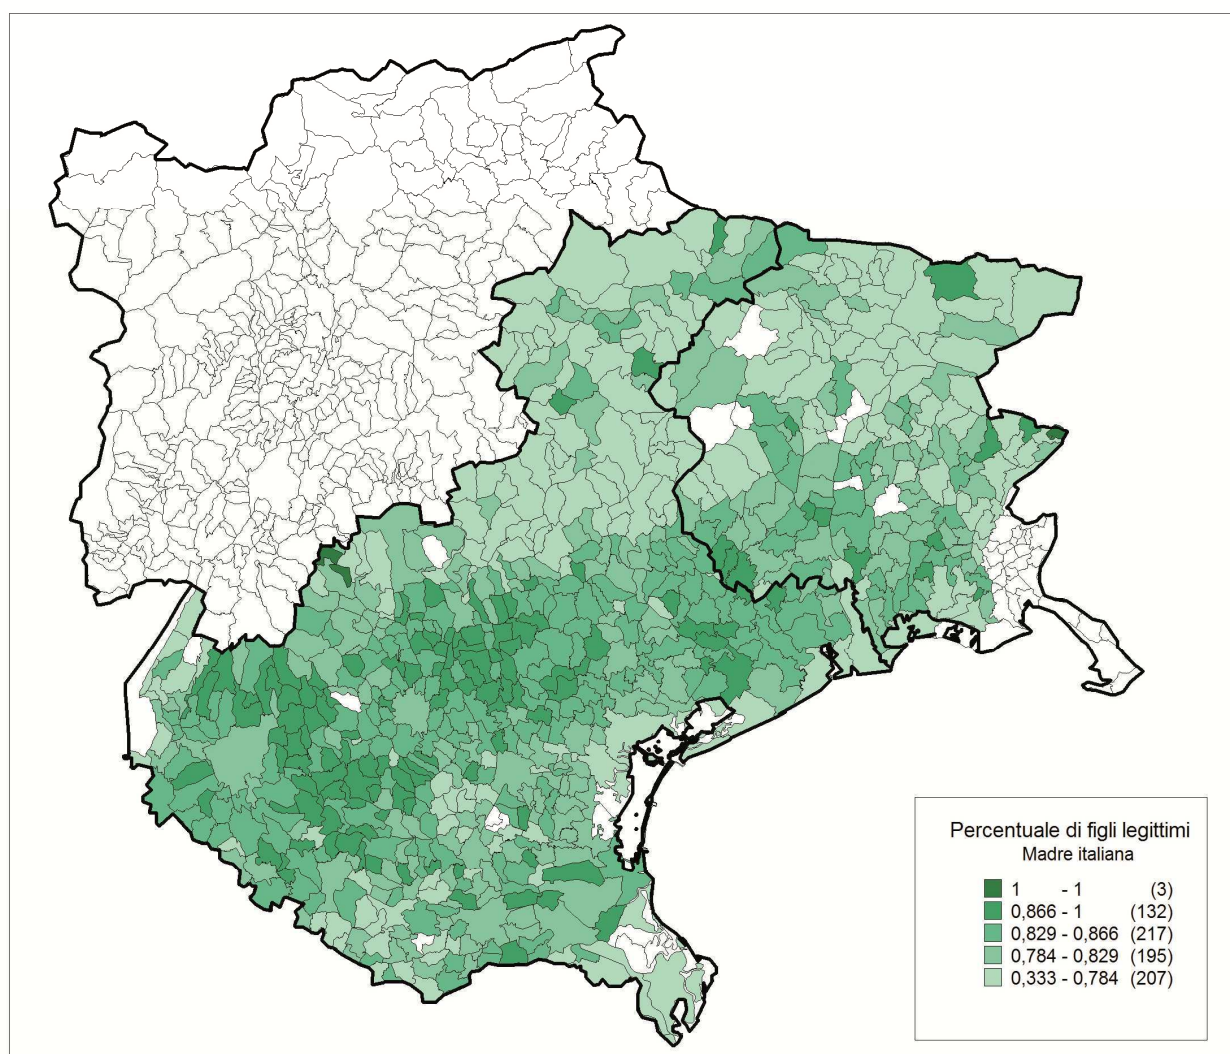 Percentuale di figli legittimi
Madre italiana
1 - 1 (3)
0,866 - 1 (132)
0,829 - 0,866 (217)
0,784 - 0,829 (195)
0,333 - 0,784 (207)